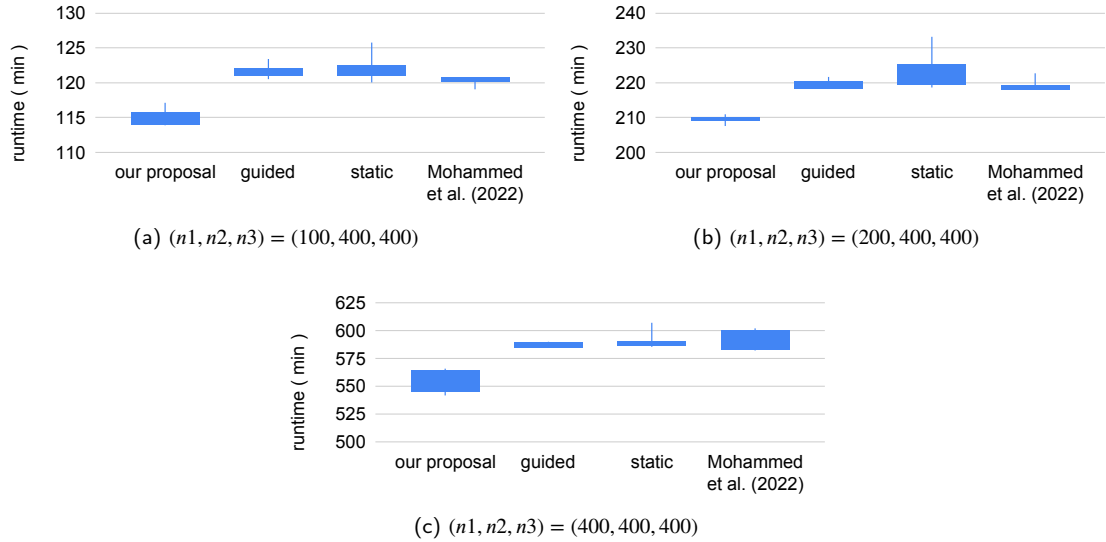 runtime ( min )
130
125
120
115
110
our proposal
guided
static
Mohammed
et al. (2022)
(a) (n1, n2, n3) = (100, 400, 400)
runtime ( min )
240
230
220
210
200
our proposal
guided
static
Mohammed
et al. (2022)
(b) (n1, n2, n3) = (200, 400, 400)
runtime ( min )
625
600
575
550
525
500
our proposal
guided
static
Mohammed
et al. (2022)
(c) (n1, n2, n3) = (400, 400, 400)